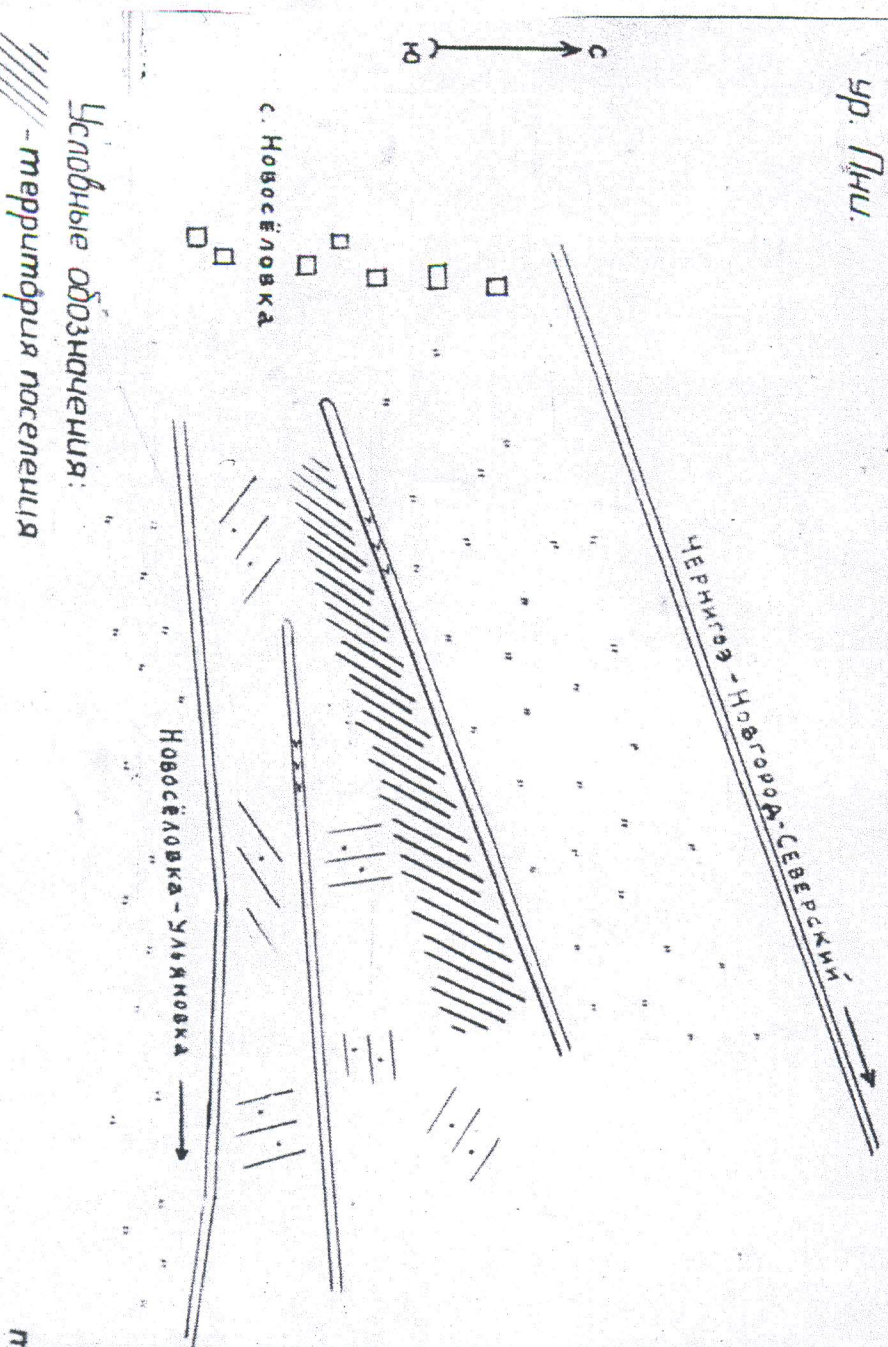 ур. Пни.
С
Ю
с. Новосёловка
Чернигов - Новгород-Северский
Новосёловка - Ульяновка
Условные обозначения:
- территория поселения